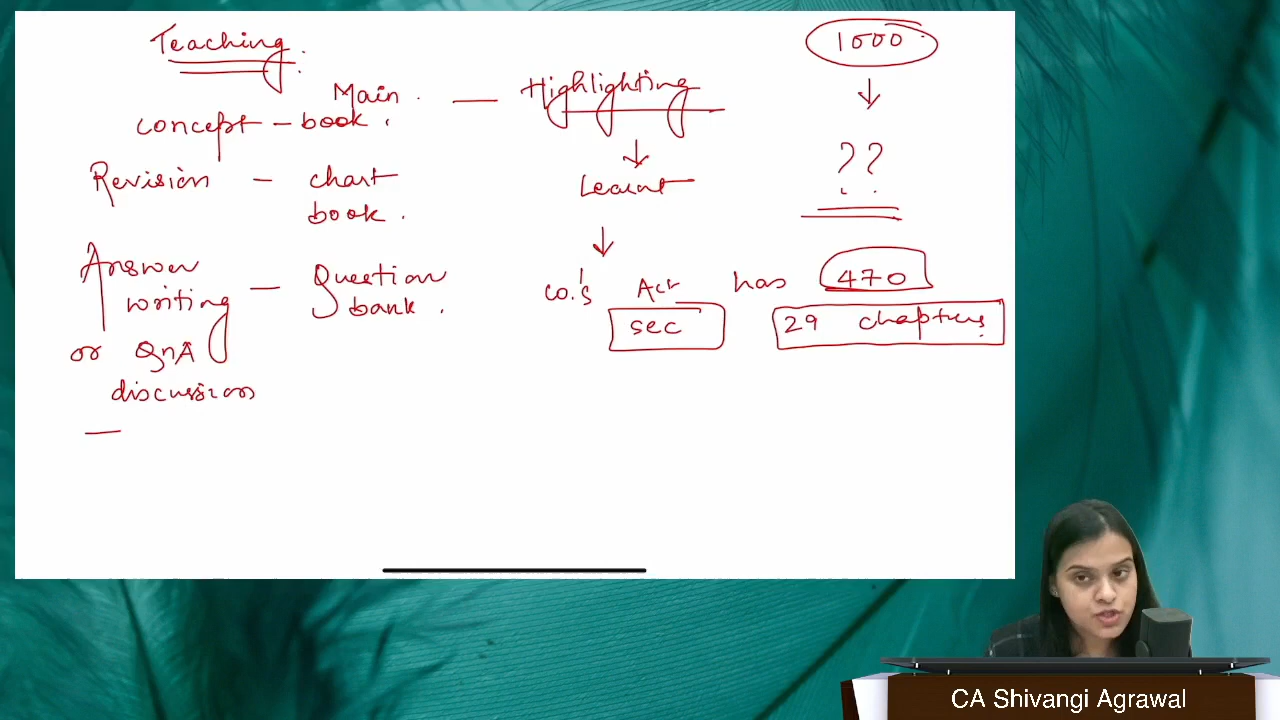 Teaching.
Main
concept - book.
Revision - chart
book.
Answer
writing - Question
bank.
or QnA
discussion
—
— Highlighting
↓
Learnt
↓
co.'s Act has 470
sec 29 chapters.
1000
↓
??
CA Shivangi Agrawal